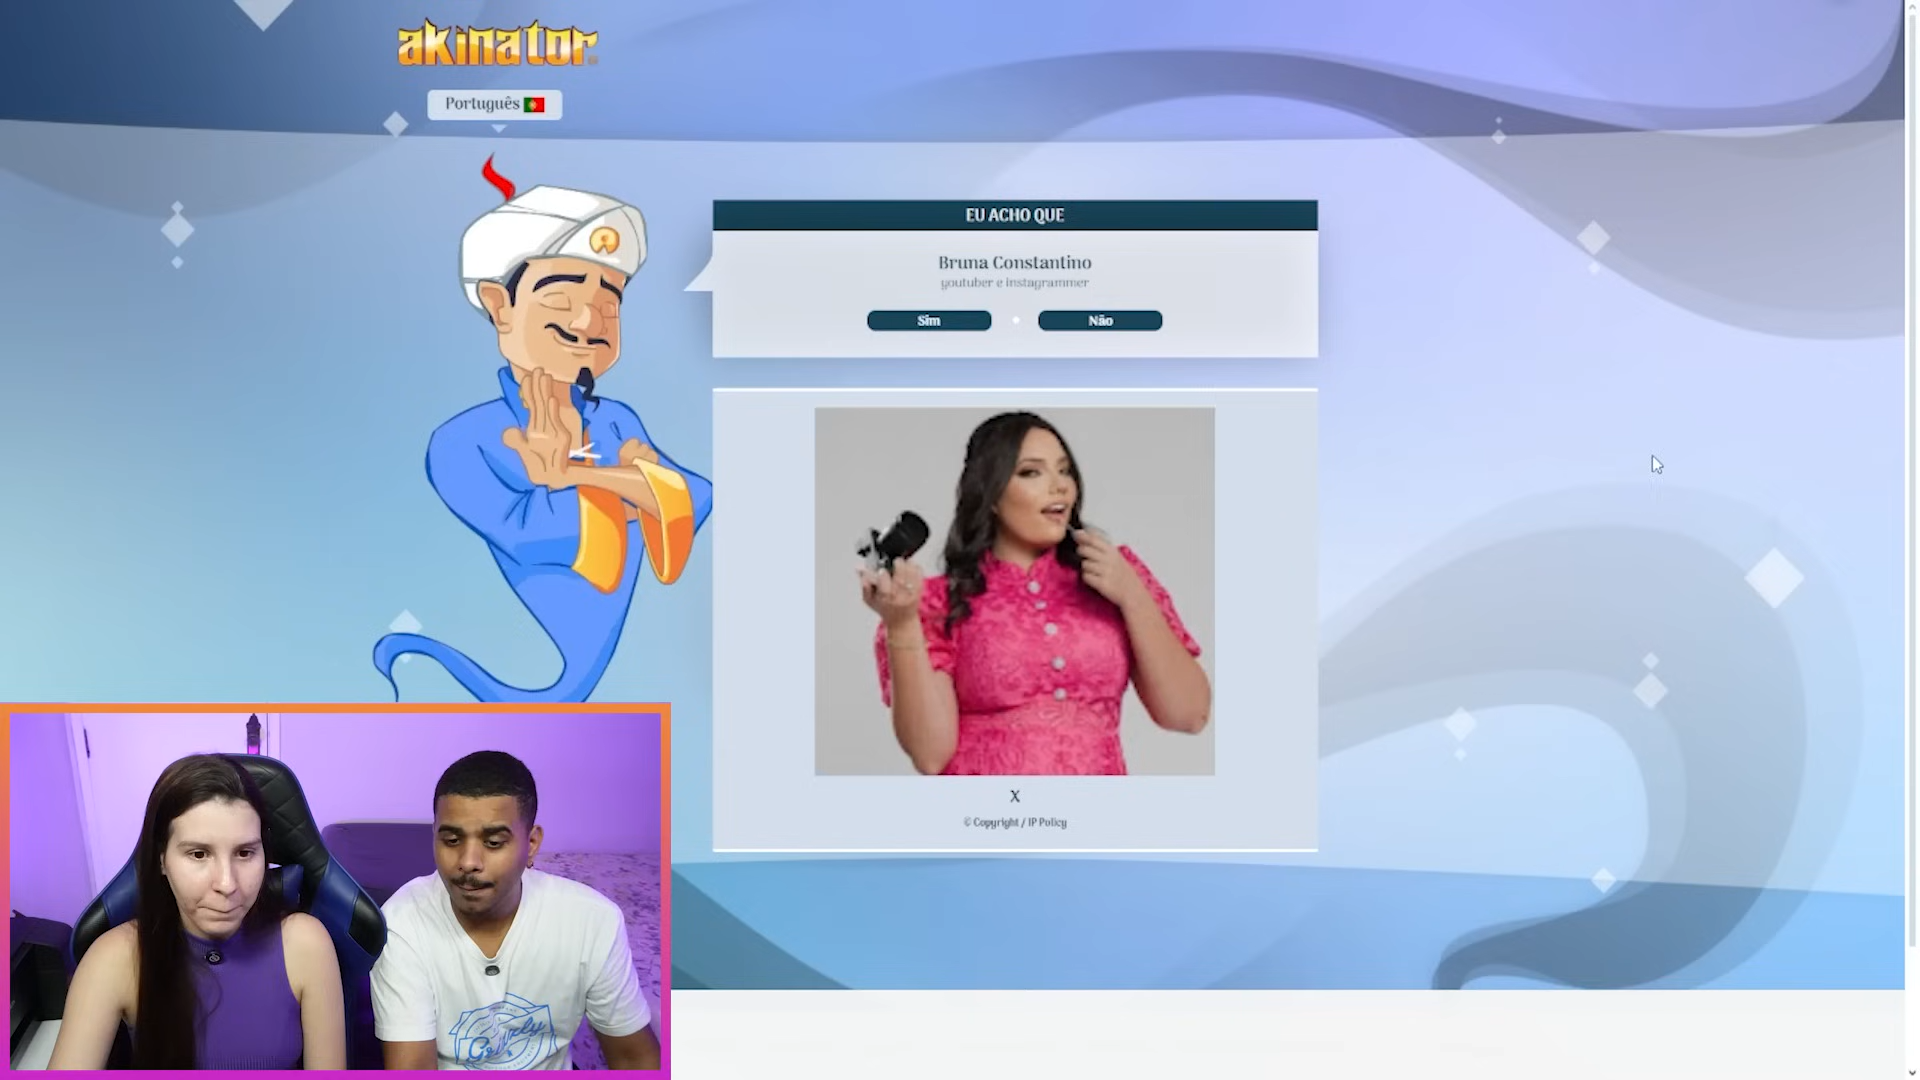 akinator
Português
EU ACHO QUE
Bruna Constantino
youtuber e instagrammer
Sim
Não
X
© Copyright / IP Policy